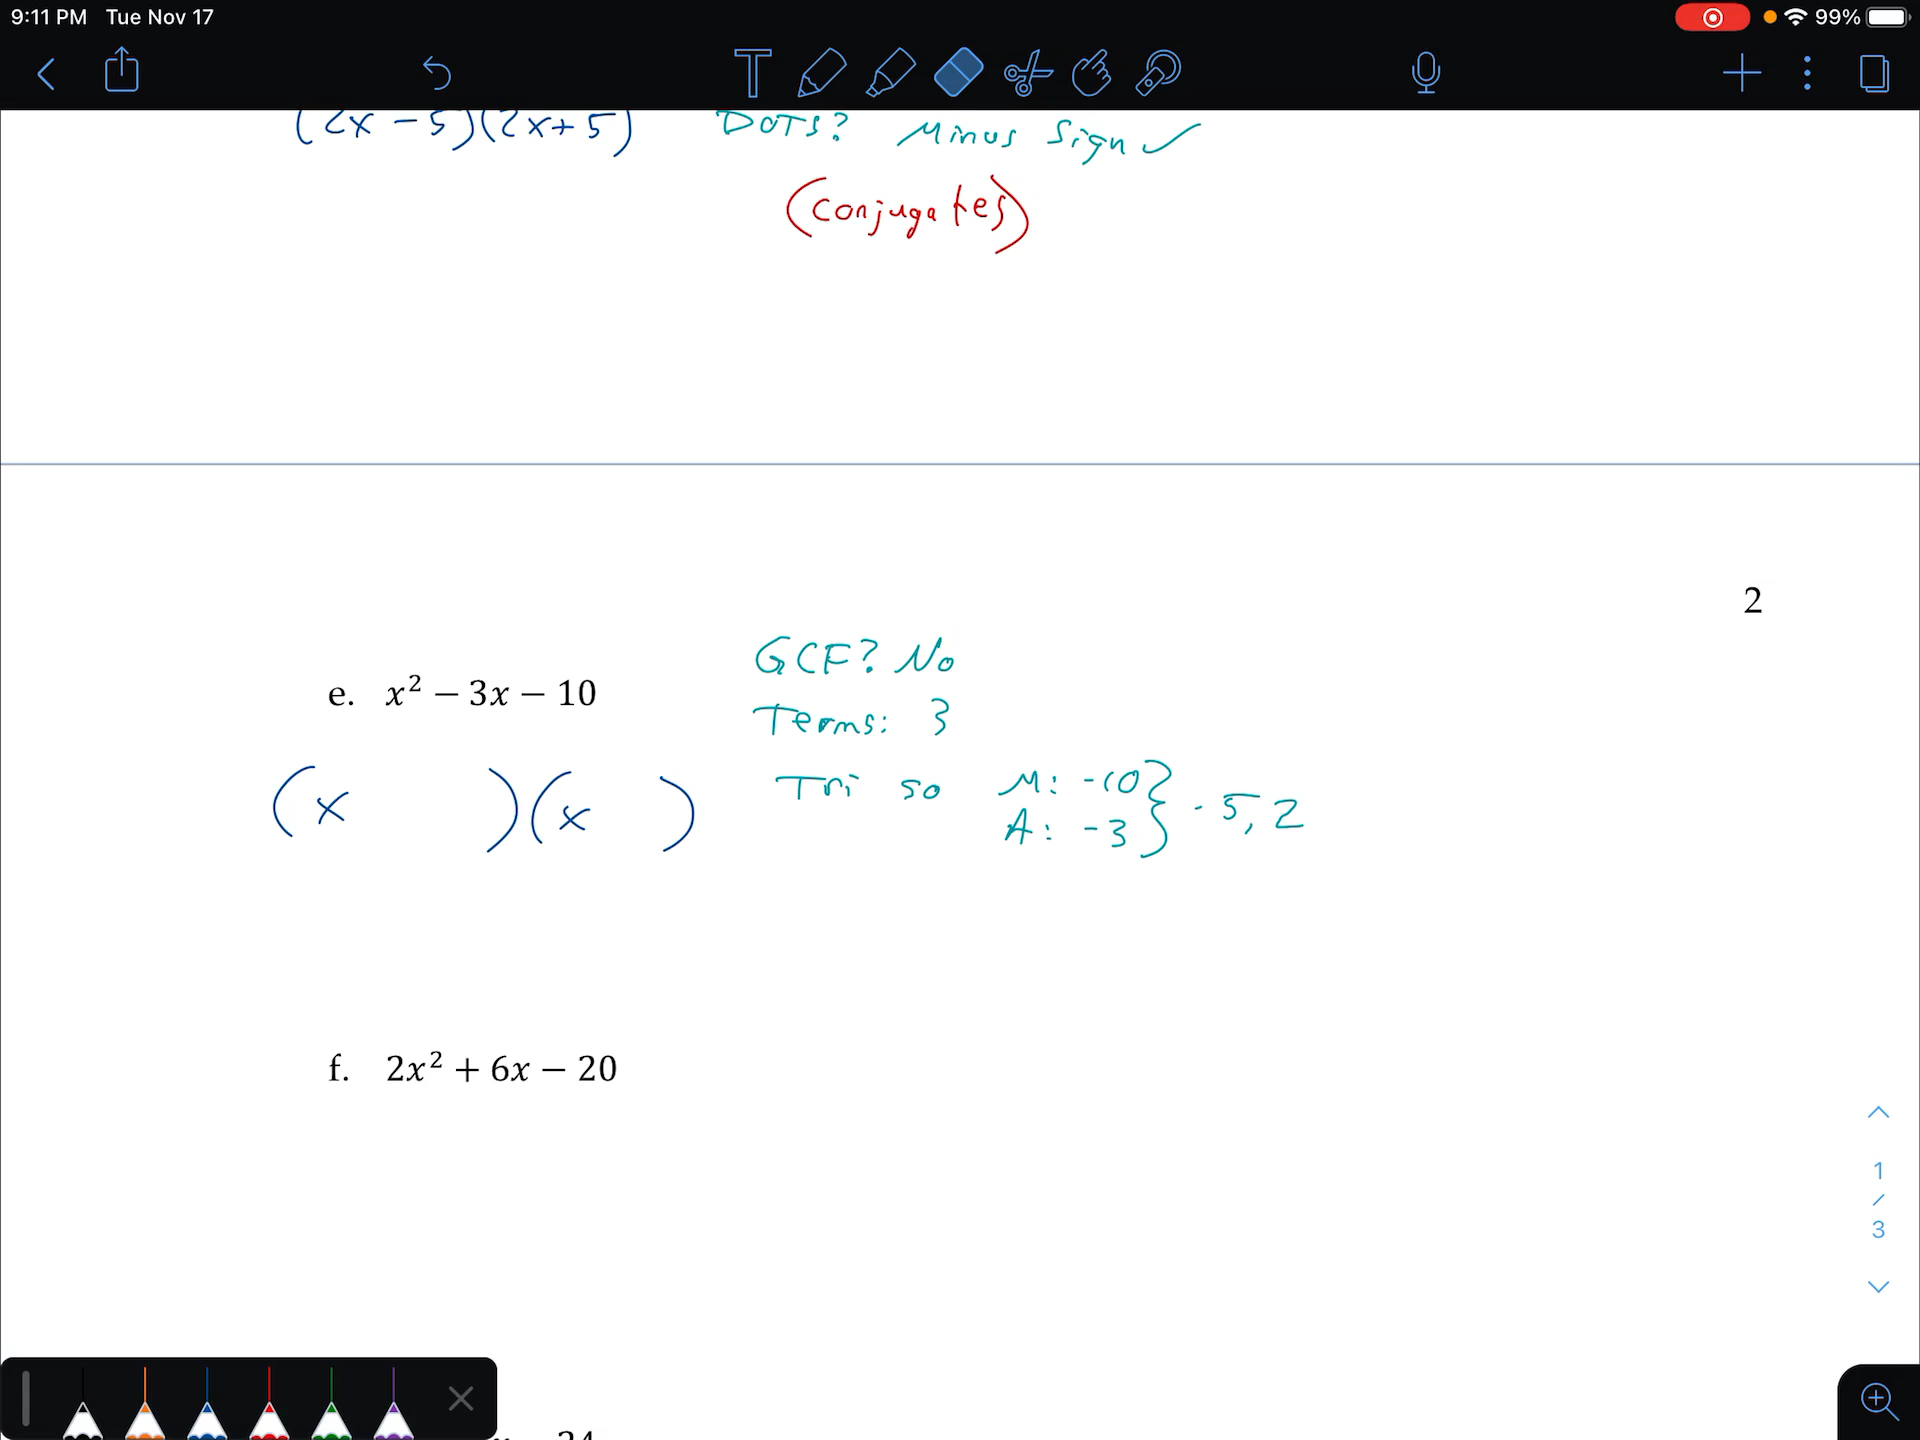 9:11 PM Tue Nov 17 99%
T
(2x - 5)(2x + 5) DOTS? Minus Sign ✓
(conjugates)
2
GCF? No
e. x² − 3x − 10
Terms: 3
(x )(x ) Tri so M: -10 } -5, 2
A: -3
f. 2x² + 6x − 20
1
/
3